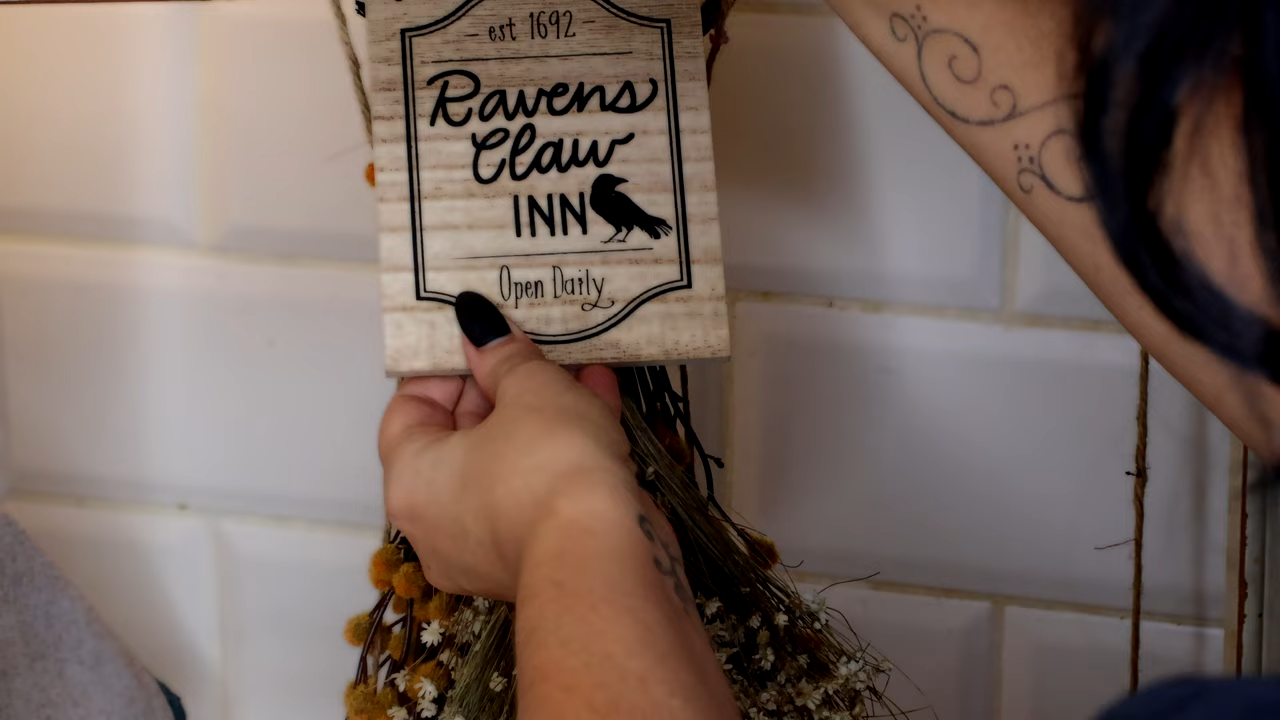 – est 1692 –
Ravens
Claw
INN
Open Daily